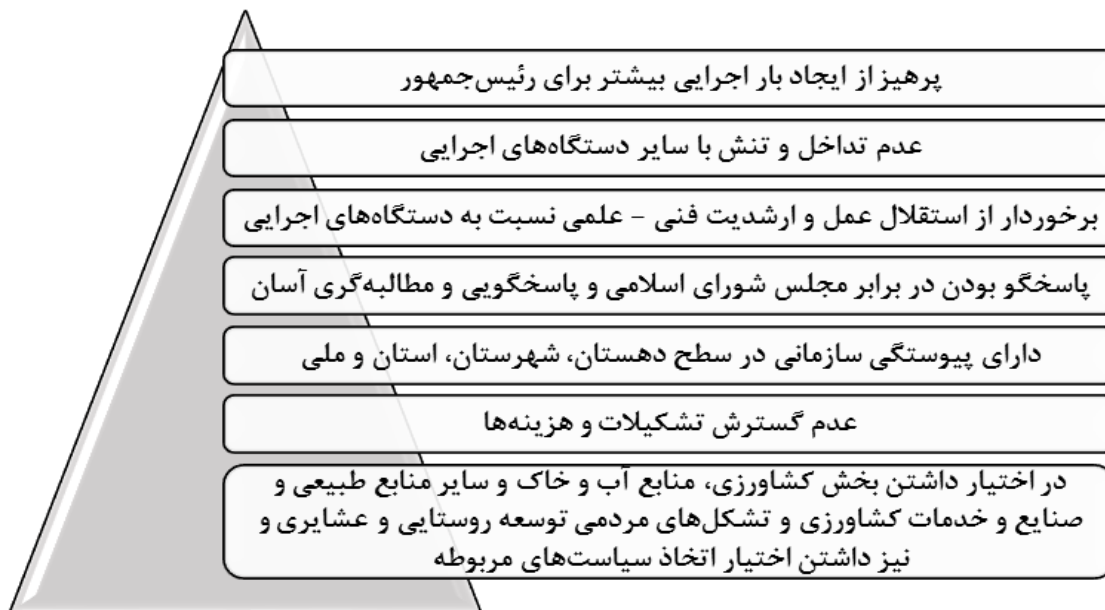 پرهیز از ایجاد بار اجرایی بیشتر برای رئیس‌جمهور
عدم تداخل و تنش با سایر دستگاه‌های اجرایی
برخوردار از استقلال عمل و ارشدیت فنی - علمی نسبت به دستگاه‌های اجرایی
پاسخگو بودن در برابر مجلس شورای اسلامی و پاسخگویی و مطالبه‌گری آسان
دارای پیوستگی سازمانی در سطح دهستان، شهرستان، استان و ملی
عدم گسترش تشکیلات و هزینه‌ها
در اختیار داشتن بخش کشاورزی، منابع آب و خاک و سایر منابع طبیعی و
صنایع و خدمات کشاورزی و تشکل‌های مردمی توسعه روستایی و عشایری و
نیز داشتن اختیار اتخاذ سیاست‌های مربوطه